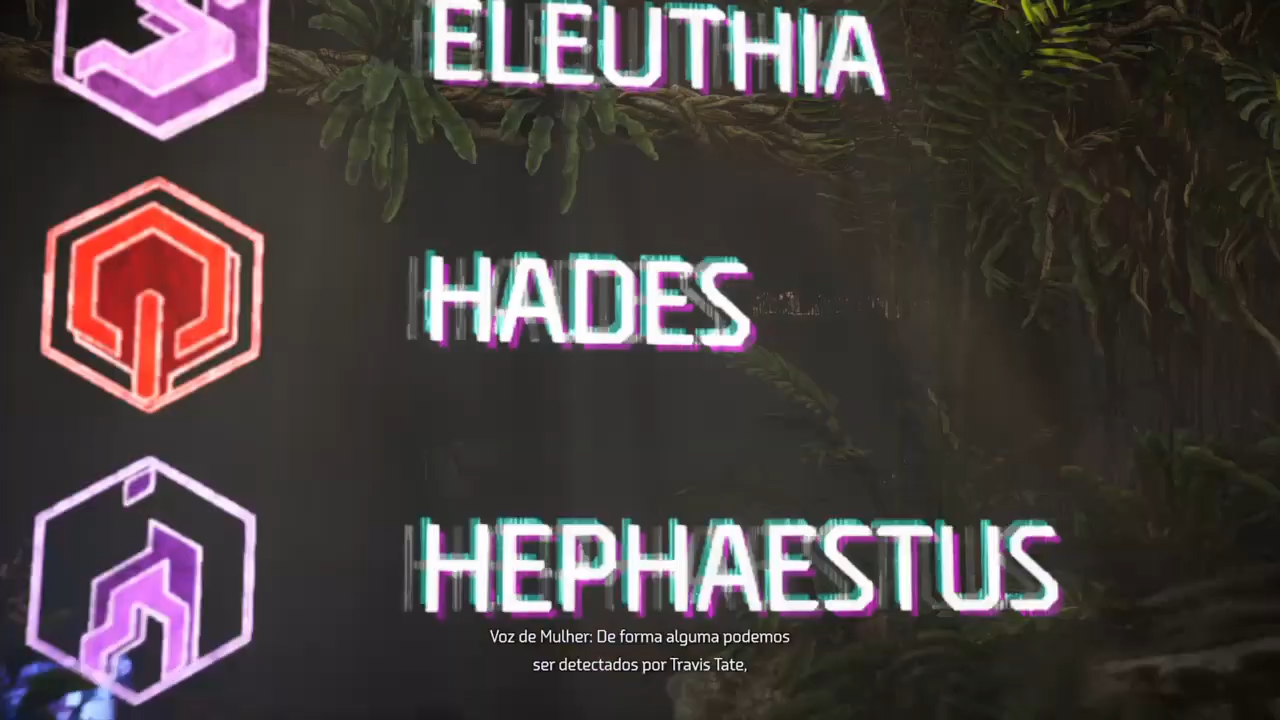 ELEUTHIA
HADES
HEPHAESTUS
Voz de Mulher: De forma alguma podemos
ser detectados por Travis Tate,